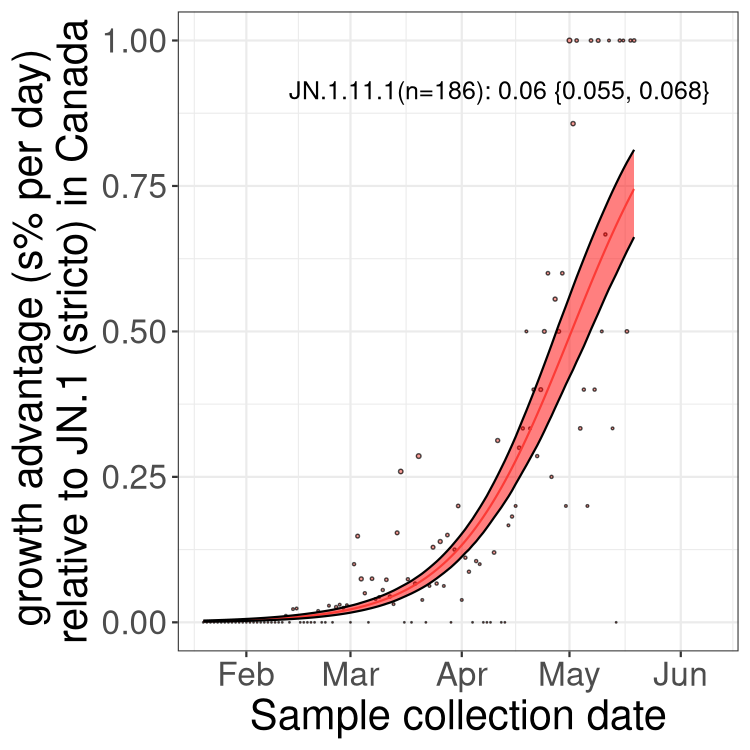 growth advantage (s% per day)
relative to JN.1 (stricto) in Canada
1.00
0.75
0.50
0.25
0.00
JN.1.11.1(n=186): 0.06 {0.055, 0.068}
Feb Mar Apr May Jun
Sample collection date